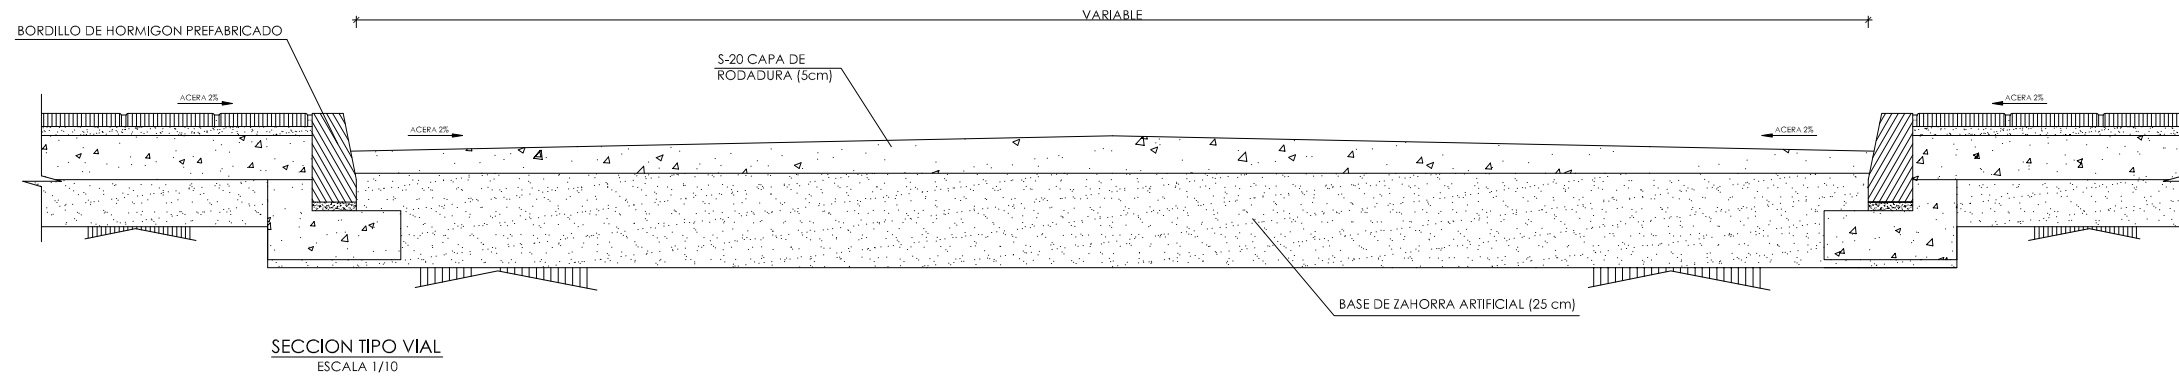 VARIABLE
BORDILLO DE HORMIGON PREFABRICADO
S-20 CAPA DE
RODADURA (5cm)
ACERA 2%
ACERA 2%
ACERA 2%
ACERA 2%
BASE DE ZAHORRA ARTIFICIAL (25 cm)
SECCION TIPO VIAL
ESCALA 1/10